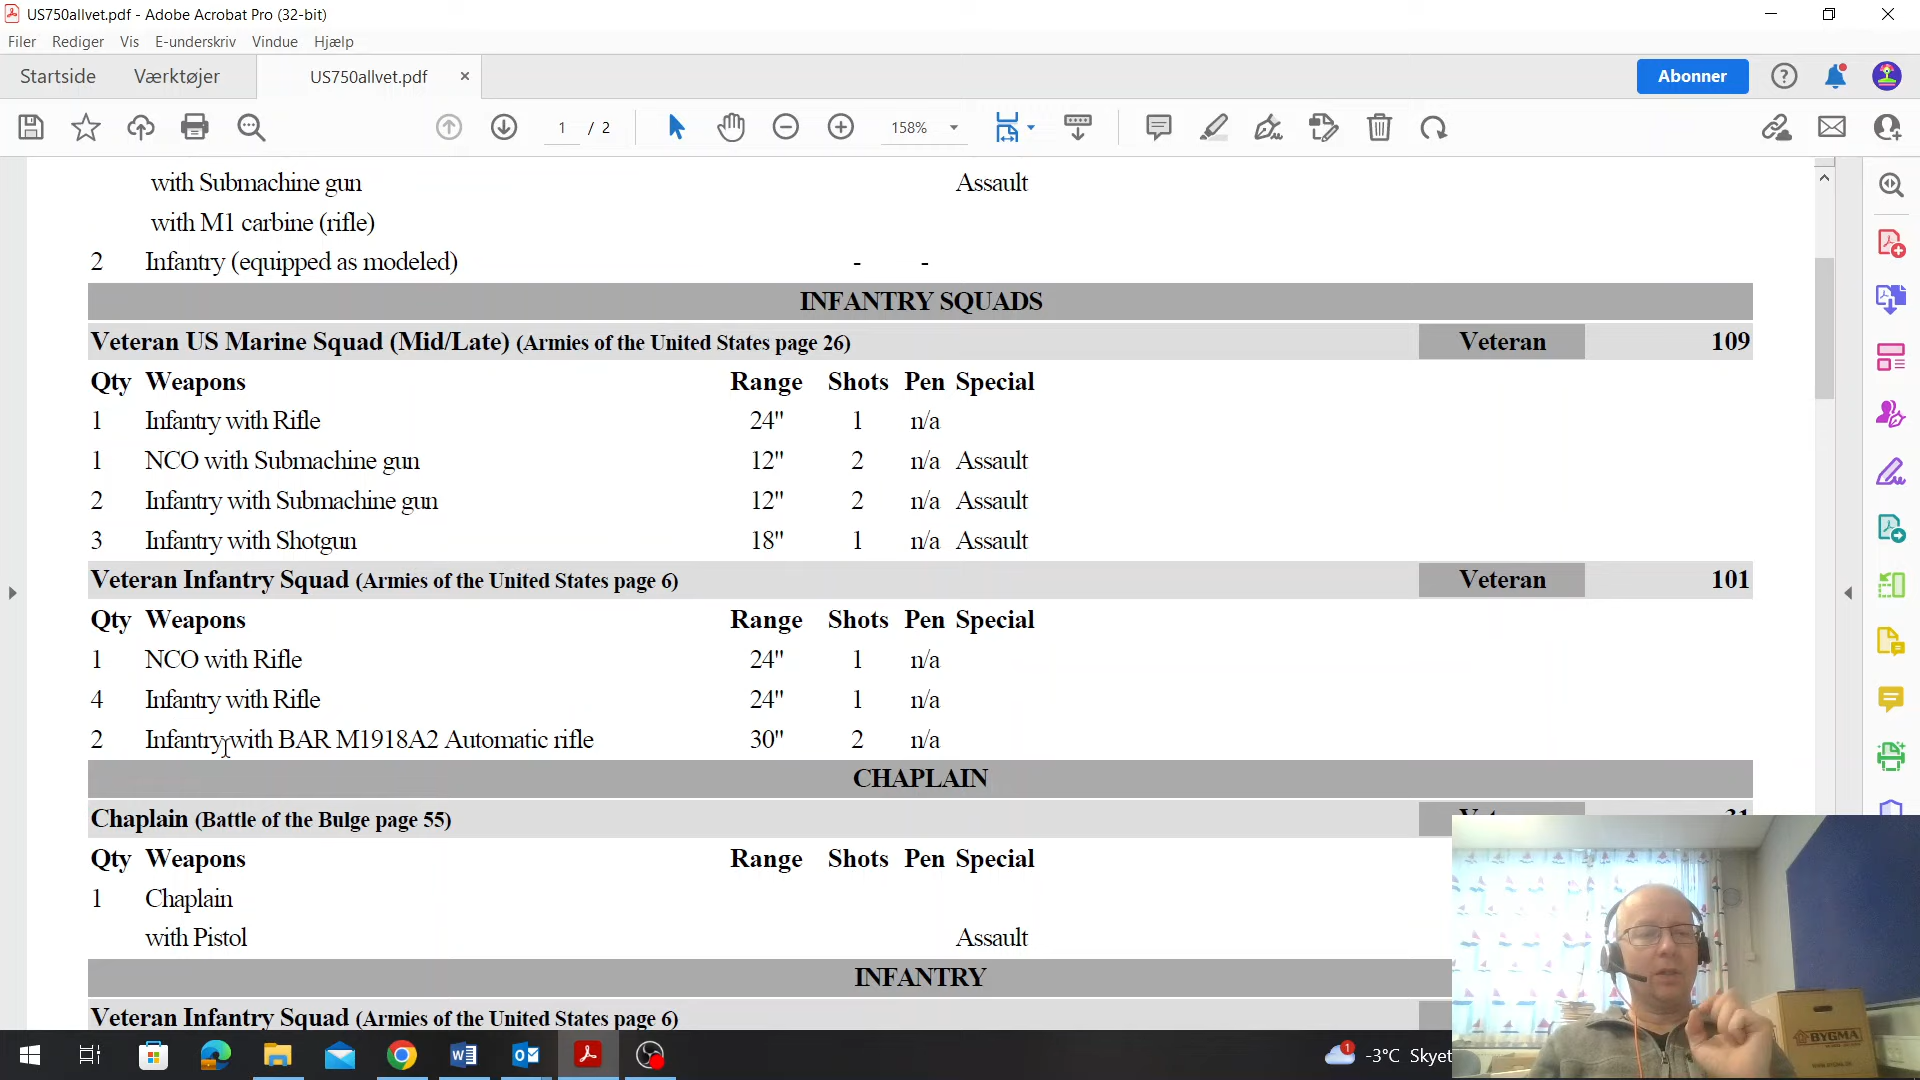 US750allvet.pdf - Adobe Acrobat Pro (32-bit)
Filer Rediger Vis E-underskriv Vindue Hjælp
Startside Værktøjer US750allvet.pdf × Abonner
1 / 2 158%
with Submachine gun Assault
with M1 carbine (rifle)
2 Infantry (equipped as modeled) - -
INFANTRY SQUADS
Veteran US Marine Squad (Mid/Late) (Armies of the United States page 26) Veteran 109
Qty Weapons Range Shots Pen Special
1 Infantry with Rifle 24" 1 n/a
1 NCO with Submachine gun 12" 2 n/a Assault
2 Infantry with Submachine gun 12" 2 n/a Assault
3 Infantry with Shotgun 18" 1 n/a Assault
Veteran Infantry Squad (Armies of the United States page 6) Veteran 101
Qty Weapons Range Shots Pen Special
1 NCO with Rifle 24" 1 n/a
4 Infantry with Rifle 24" 1 n/a
2 Infantry with BAR M1918A2 Automatic rifle 30" 2 n/a
CHAPLAIN
Chaplain (Battle of the Bulge page 55)
Qty Weapons Range Shots Pen Special
1 Chaplain
with Pistol Assault
INFANTRY
Veteran Infantry Squad (Armies of the United States page 6)
BYGMA
1
-3°C Skyet